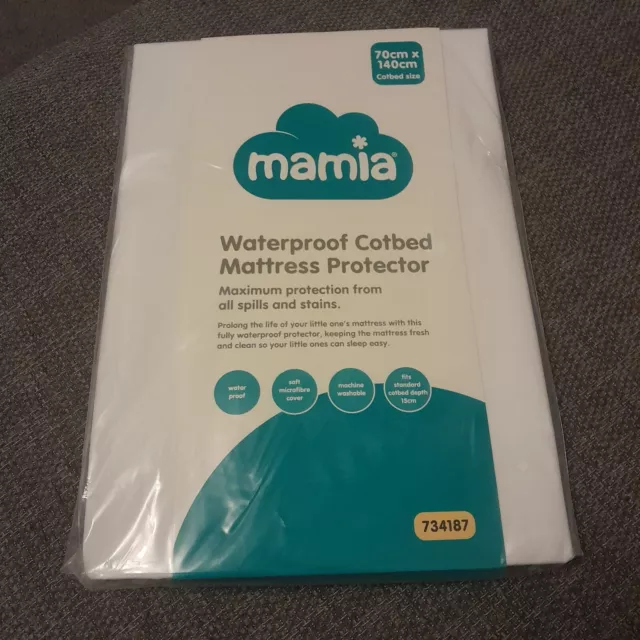 70cm x
140cm
Cotbed size
mamia®
Waterproof Cotbed
Mattress Protector
Maximum protection from
all spills and stains.
Prolong the life of your little one's mattress with this
fully waterproof protector, keeping the mattress fresh
and clean so your little ones can sleep easy.
water
proof
soft
microfibre
cover
machine
washable
fits
standard
cotbed depth
15cm
734187